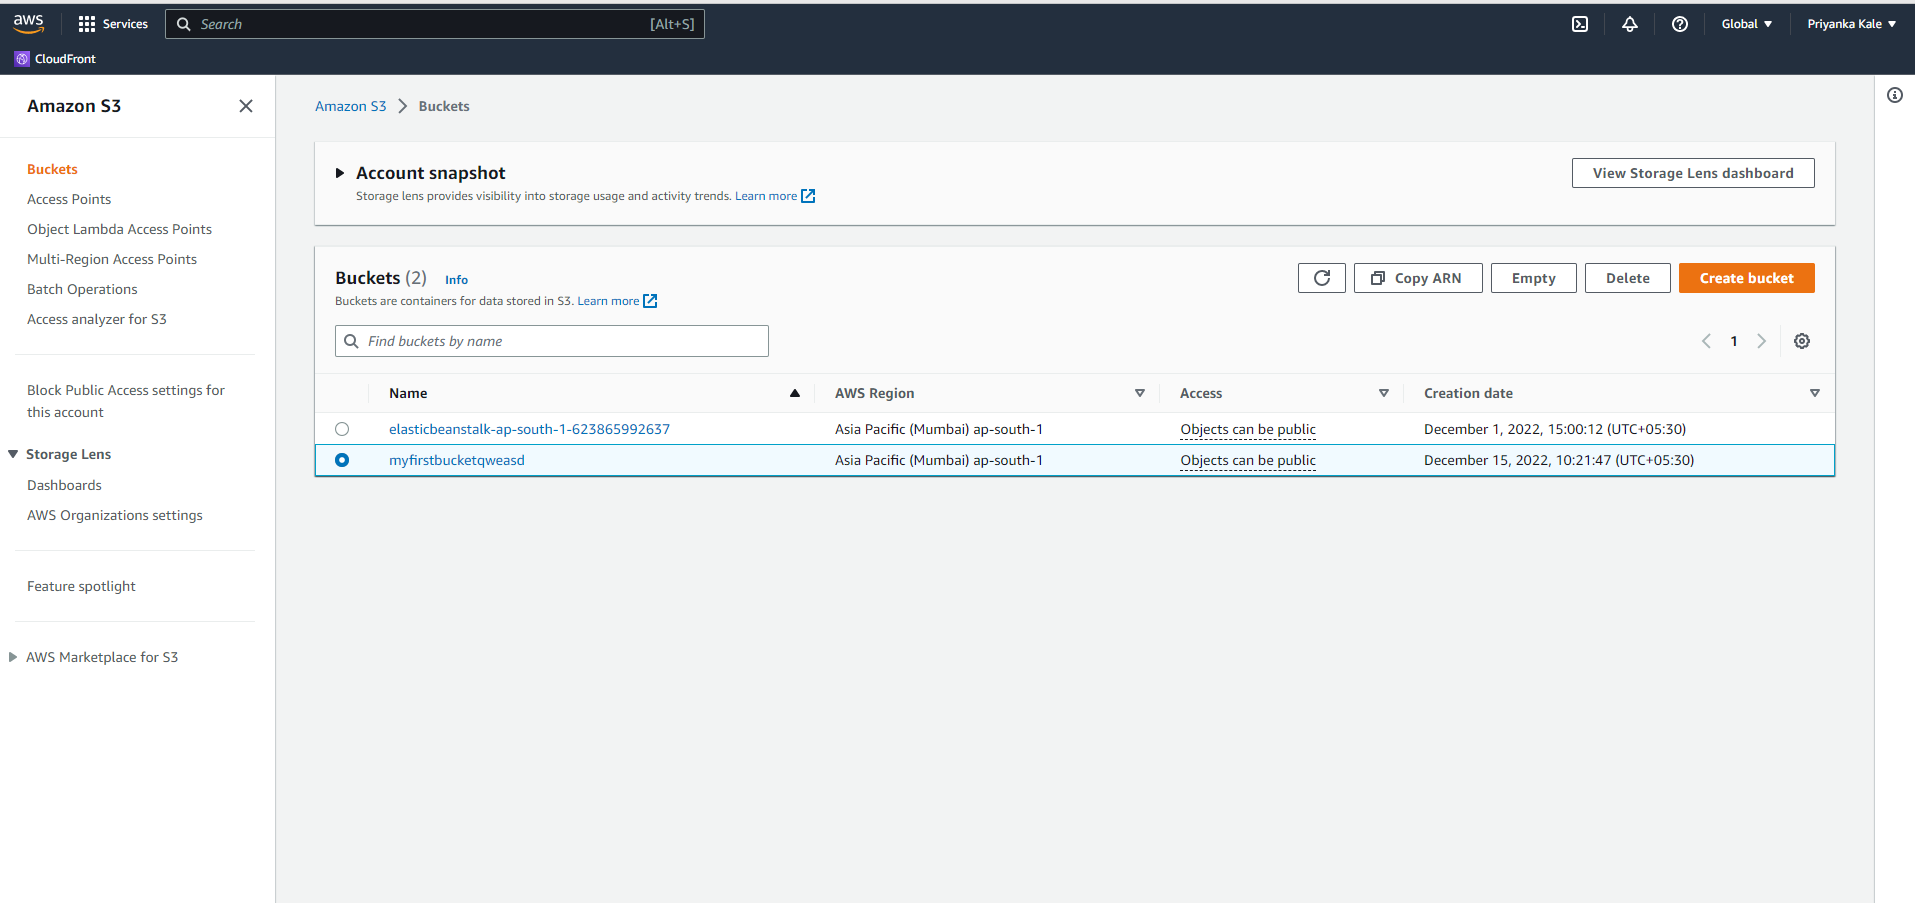 aws Services Search [Alt+S] Global Priyanka Kale
CloudFront
Amazon S3
Buckets
Access Points
Object Lambda Access Points
Multi-Region Access Points
Batch Operations
Access analyzer for S3
Block Public Access settings for
this account
Storage Lens
Dashboards
AWS Organizations settings
Feature spotlight
AWS Marketplace for S3
Amazon S3 Buckets
Account snapshot
Storage lens provides visibility into storage usage and activity trends. Learn more
View Storage Lens dashboard
Buckets (2) Info
Buckets are containers for data stored in S3. Learn more
Copy ARN Empty Delete Create bucket
Find buckets by name
1
Name AWS Region Access Creation date
elasticbeanstalk-ap-south-1-623865992637 Asia Pacific (Mumbai) ap-south-1 Objects can be public December 1, 2022, 15:00:12 (UTC+05:30)
myfirstbucketqweasd Asia Pacific (Mumbai) ap-south-1 Objects can be public December 15, 2022, 10:21:47 (UTC+05:30)